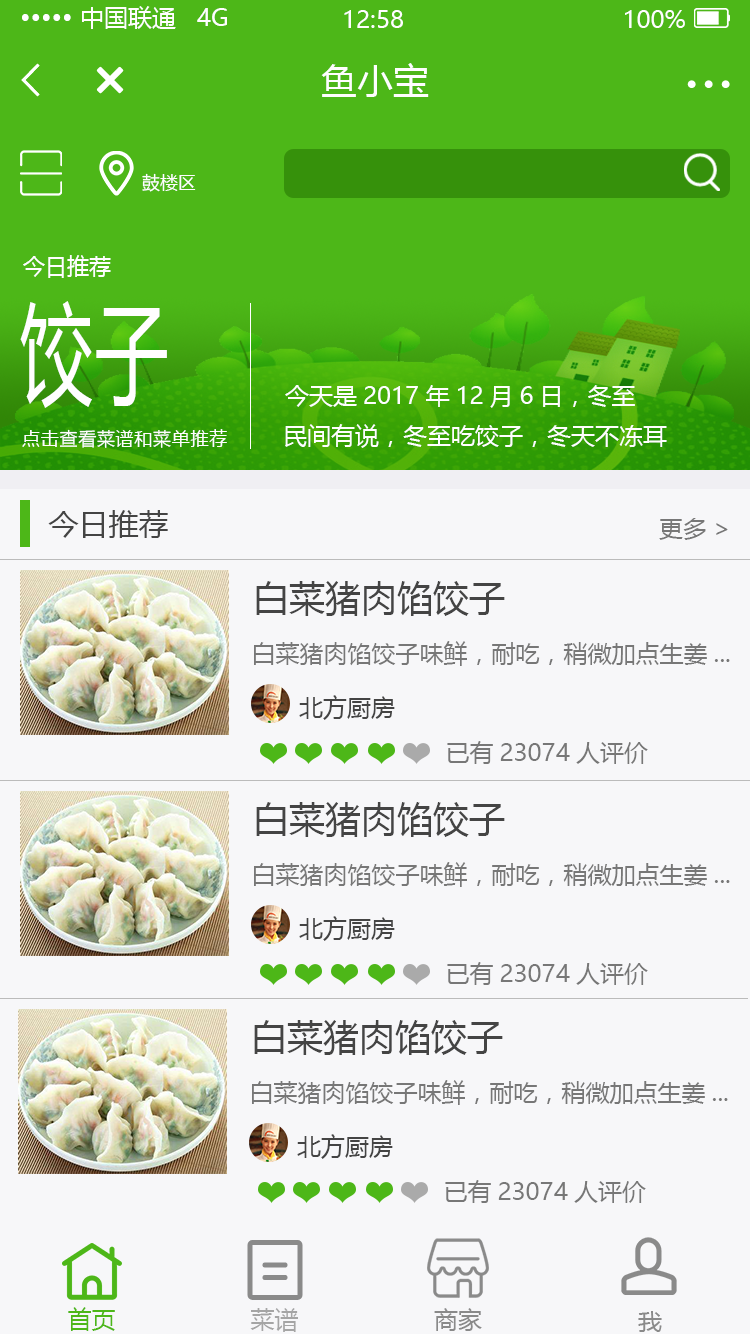 中国联通 4G 12:58 100%
鱼小宝
鼓楼区
今日推荐
饺子
点击查看菜谱和菜单推荐
今天是 2017 年 12 月 6 日，冬至
民间有说，冬至吃饺子，冬天不冻耳
今日推荐 更多 >
白菜猪肉馅饺子
白菜猪肉馅饺子味鲜，耐吃，稍微加点生姜 ...
北方厨房
已有 23074 人评价
白菜猪肉馅饺子
白菜猪肉馅饺子味鲜，耐吃，稍微加点生姜 ...
北方厨房
已有 23074 人评价
白菜猪肉馅饺子
白菜猪肉馅饺子味鲜，耐吃，稍微加点生姜 ...
北方厨房
已有 23074 人评价
首页 菜谱 商家 我